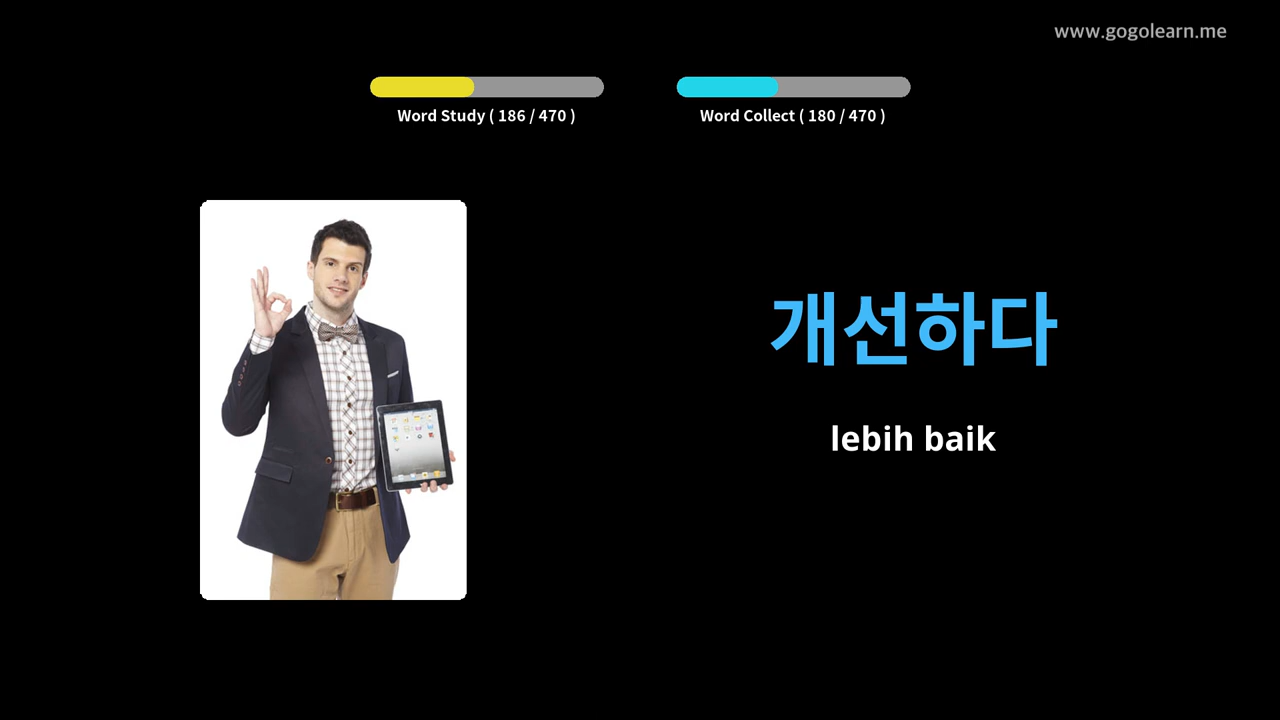 www.gogolearn.me
Word Study ( 186 / 470 )
Word Collect ( 180 / 470 )
개선하다
lebih baik